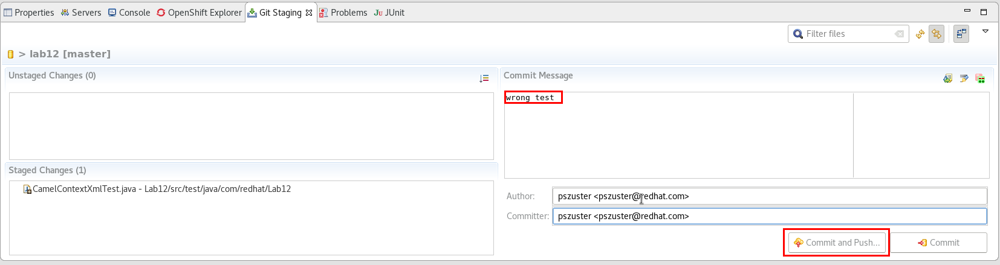 Properties Servers Console OpenShift Explorer Git Staging Problems JUnit
Filter files
> lab12 [master]
Unstaged Changes (0)
Staged Changes (1)
CamelContextXmlTest.java - Lab12/src/test/java/com/redhat/Lab12
Commit Message
wrong test
Author: pszuster <pszuster@redhat.com>
Committer: pszuster <pszuster@redhat.com>
Commit and Push... Commit